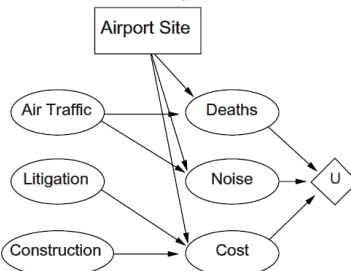 Airport Site
Air Traffic
Deaths
Litigation
Noise
U
Construction
Cost